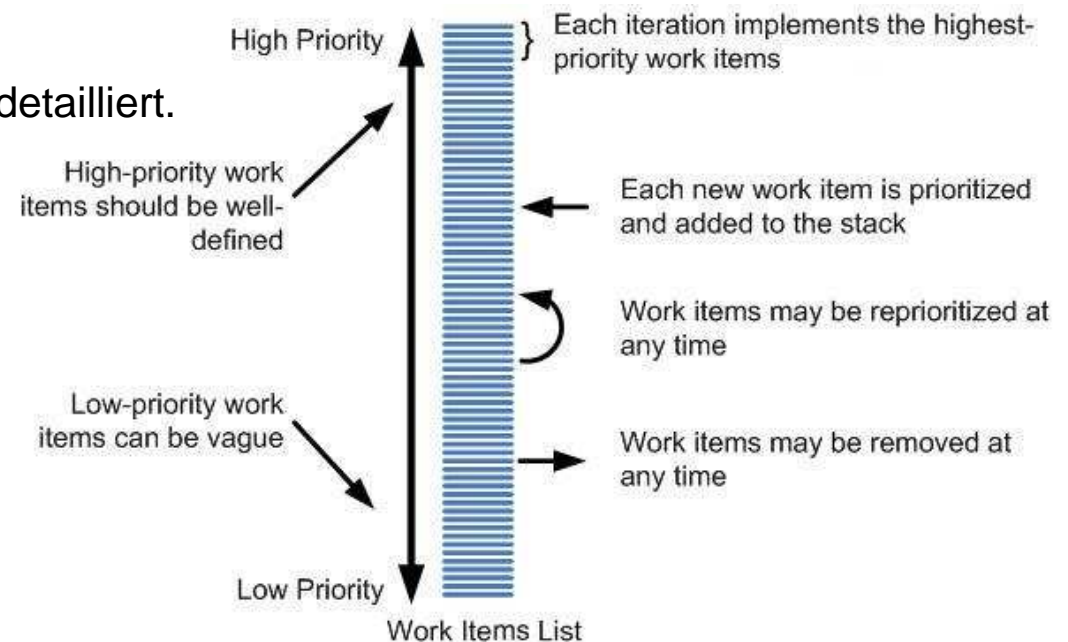 High Priority
Each iteration implements the highest-
priority work items
detailliert.
High-priority work
items should be well-
defined
Each new work item is prioritized
and added to the stack
Work items may be reprioritized at
any time
Low-priority work
items can be vague
Work items may be removed at
any time
Low Priority
Work Items List